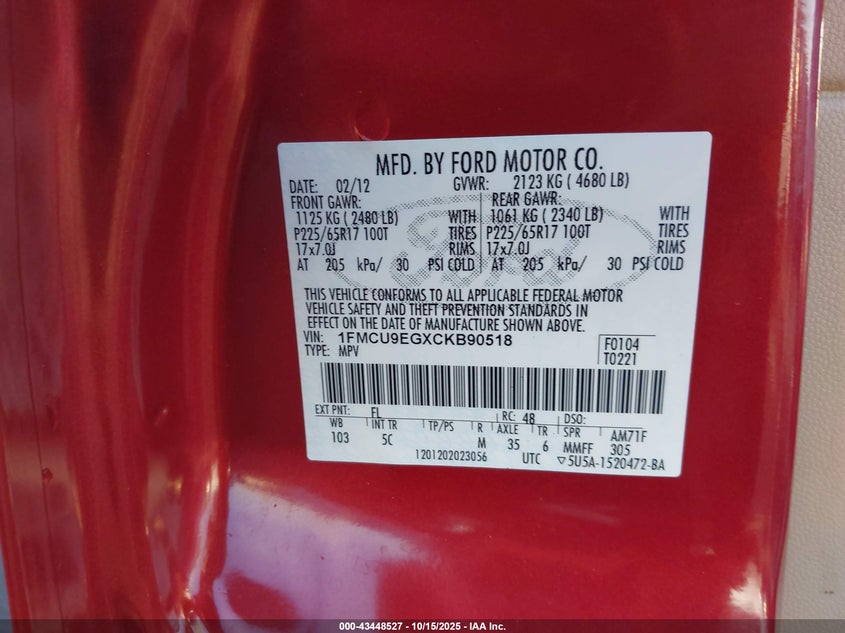 MFD. BY FORD MOTOR CO.
DATE: 02/12 GVWR: 2123 KG ( 4680 LB)
FRONT GAWR: REAR GAWR:
1125 KG ( 2480 LB) WITH 1061 KG ( 2340 LB) WITH
P225/65R17 100T TIRES P225/65R17 100T TIRES
17x7.0J RIMS 17x7.0J RIMS
AT 205 kPa/ 30 PSI COLD AT 205 kPa/ 30 PSI COLD
Ford
THIS VEHICLE CONFORMS TO ALL APPLICABLE FEDERAL MOTOR
VEHICLE SAFETY AND THEFT PREVENTION STANDARDS IN
EFFECT ON THE DATE OF MANUFACTURE SHOWN ABOVE.
VIN: 1FMCU9EGXCKB90518 F0104
TYPE: MPV T0221
EXT PNT: FL RC: 48 DSO:
WB INT TR TP/PS R AXLE TR SPR AM71F
103 5C M 35 6 MMFF 305
1201202023056 UTC ▽5U5A-1520472-BA
000-43448527 - 10/15/2025 - IAA Inc.